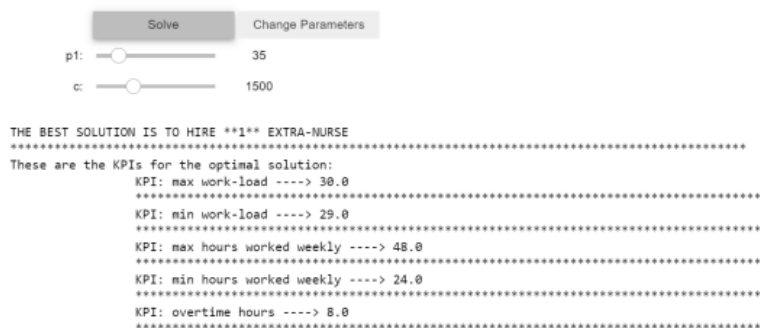 Solve Change Parameters
p1: 35
c: 1500
THE BEST SOLUTION IS TO HIRE **1** EXTRA-NURSE
****************************************************************************************************
These are the KPIs for the optimal solution:
KPI: max work-load ----> 30.0
*************************************************************************************
KPI: min work-load ----> 29.0
*************************************************************************************
KPI: max hours worked weekly ----> 48.0
*************************************************************************************
KPI: min hours worked weekly ----> 24.0
*************************************************************************************
KPI: overtime hours ----> 8.0
*************************************************************************************